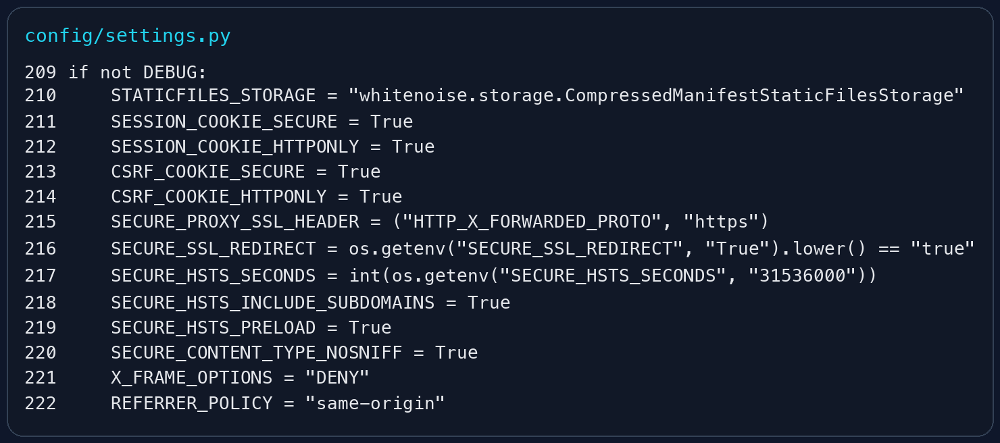 config/settings.py
209 if not DEBUG:
210     STATICFILES_STORAGE = "whitenoise.storage.CompressedManifestStaticFilesStorage"
211     SESSION_COOKIE_SECURE = True
212     SESSION_COOKIE_HTTPONLY = True
213     CSRF_COOKIE_SECURE = True
214     CSRF_COOKIE_HTTPONLY = True
215     SECURE_PROXY_SSL_HEADER = ("HTTP_X_FORWARDED_PROTO", "https")
216     SECURE_SSL_REDIRECT = os.getenv("SECURE_SSL_REDIRECT", "True").lower() == "true"
217     SECURE_HSTS_SECONDS = int(os.getenv("SECURE_HSTS_SECONDS", "31536000"))
218     SECURE_HSTS_INCLUDE_SUBDOMAINS = True
219     SECURE_HSTS_PRELOAD = True
220     SECURE_CONTENT_TYPE_NOSNIFF = True
221     X_FRAME_OPTIONS = "DENY"
222     REFERRER_POLICY = "same-origin"